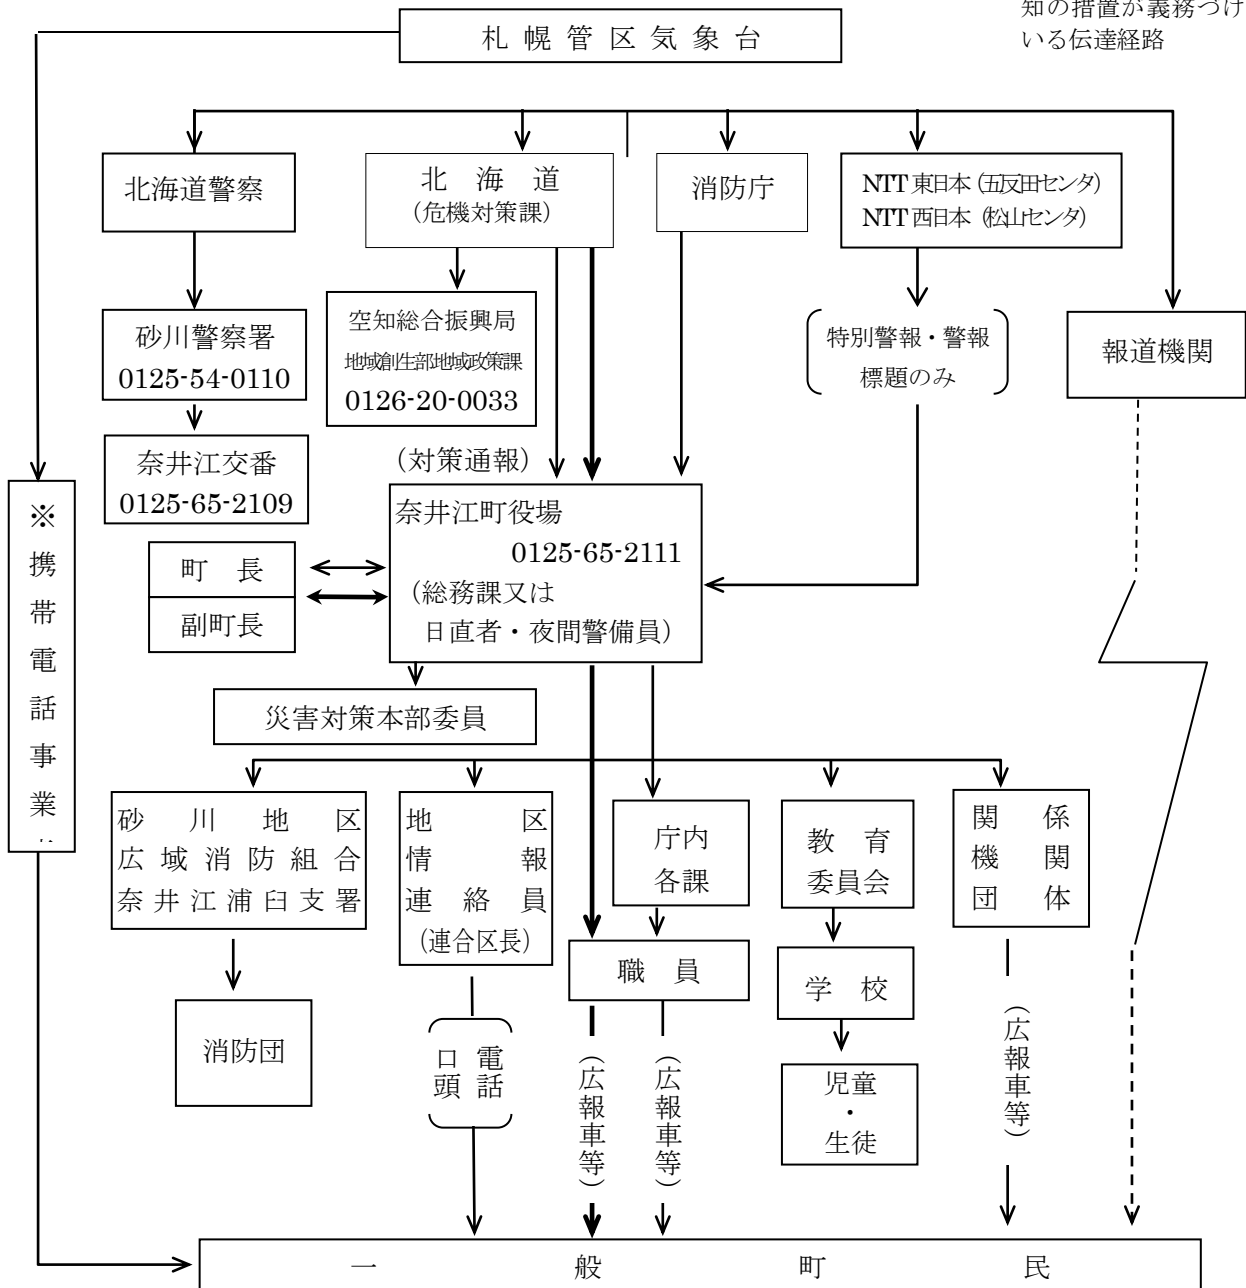 知の措置が義務づけ
いる伝達経路
札幌管区気象台
北海道警察
北海道
(危機対策課)
消防庁
NTT東日本(五反田センタ)
NTT西日本(松山センタ)
砂川警察署
0125-54-0110
空知総合振興局
地域創生部地域政策課
0126-20-0033
特別警報・警報
標題のみ
報道機関
奈井江交番
0125-65-2109
(対策通報)
※携帯電話事業
奈井江町役場
0125-65-2111
(総務課又は
日直者・夜間警備員)
町長
副町長
災害対策本部委員
砂川地区
広域消防組合
奈井江浦臼支署
地区
情報
連絡員
(連合区長)
庁内
各課
教育
委員会
関係
機関
団体
職員
学校
消防団
電話
口頭
(広報車等)
(広報車等)
児童
・
生徒
(広報車等)
一般町民